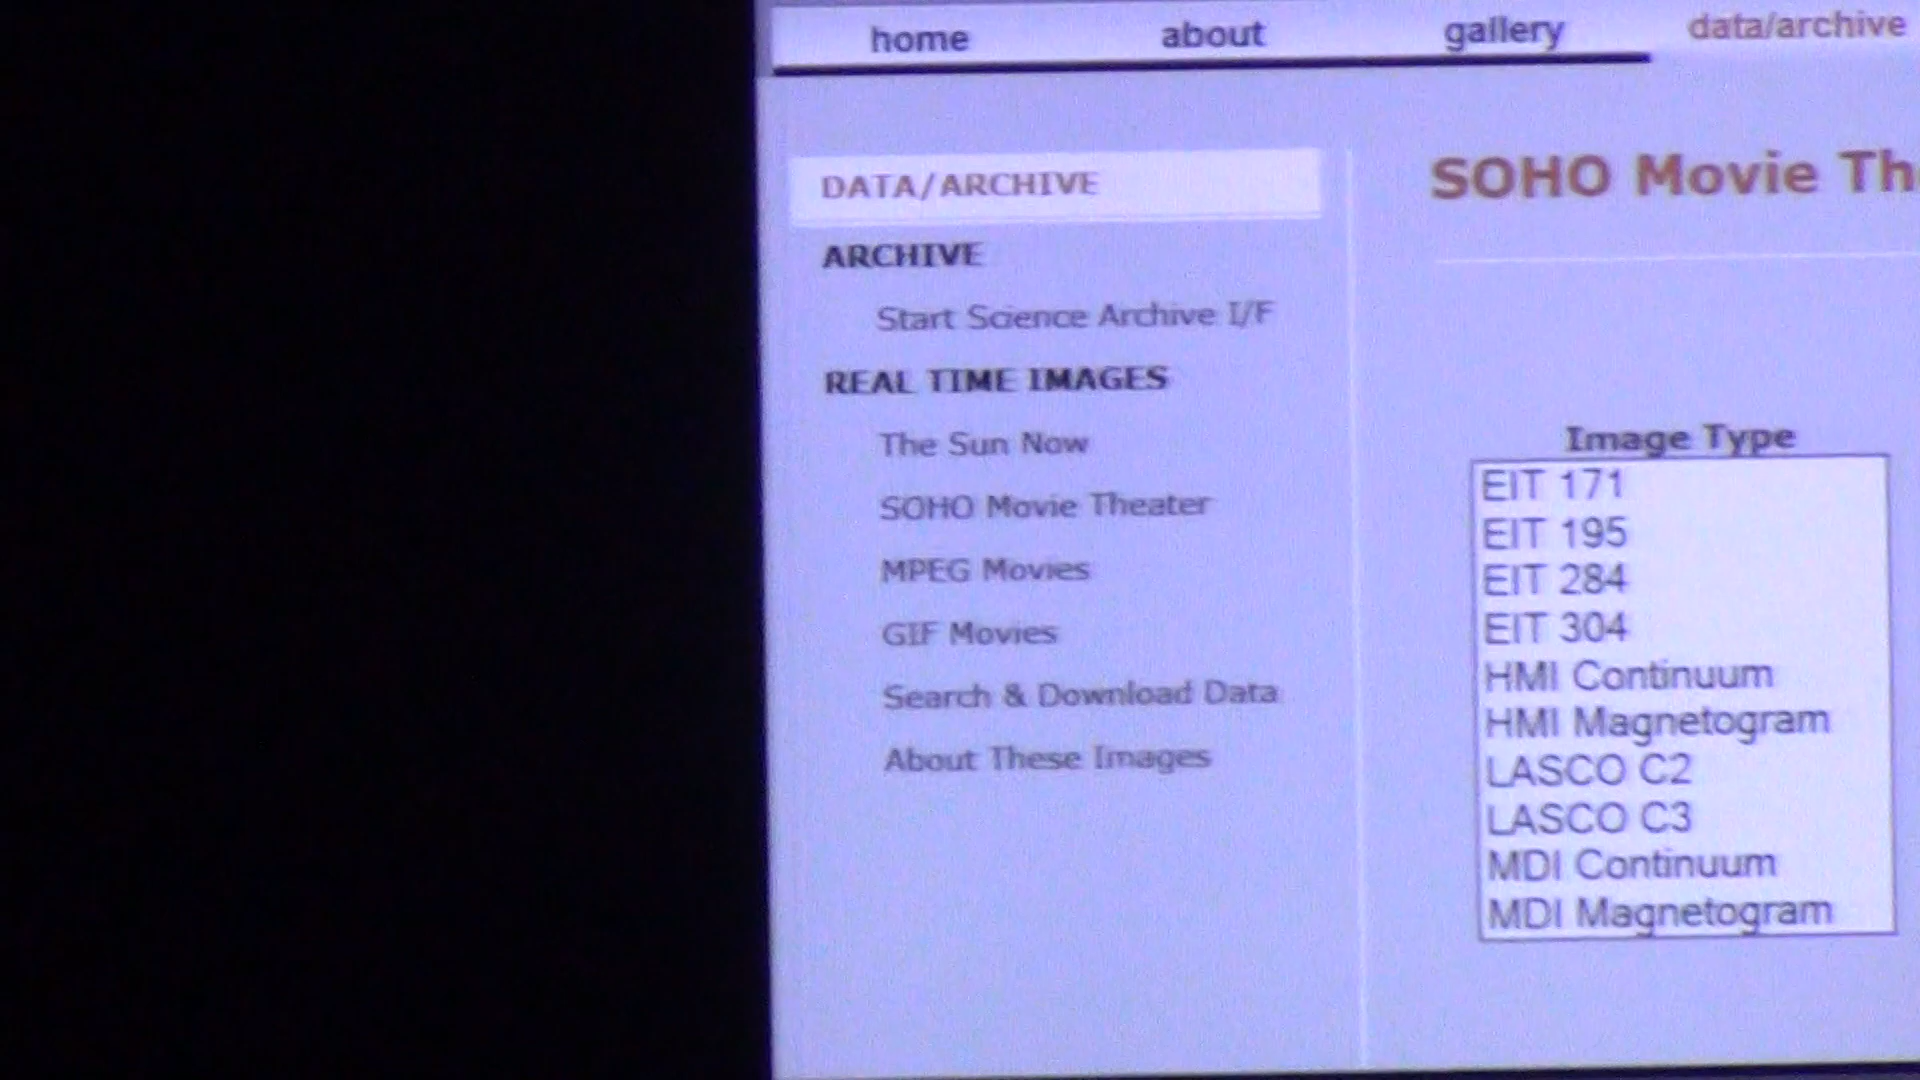 home about gallery data/archive
DATA/ARCHIVE
ARCHIVE
Start Science Archive I/F
REAL TIME IMAGES
The Sun Now
SOHO Movie Theater
MPEG Movies
GIF Movies
Search & Download Data
About These Images
SOHO Movie Th
Image Type
EIT 171
EIT 195
EIT 284
EIT 304
HMI Continuum
HMI Magnetogram
LASCO C2
LASCO C3
MDI Continuum
MDI Magnetogram